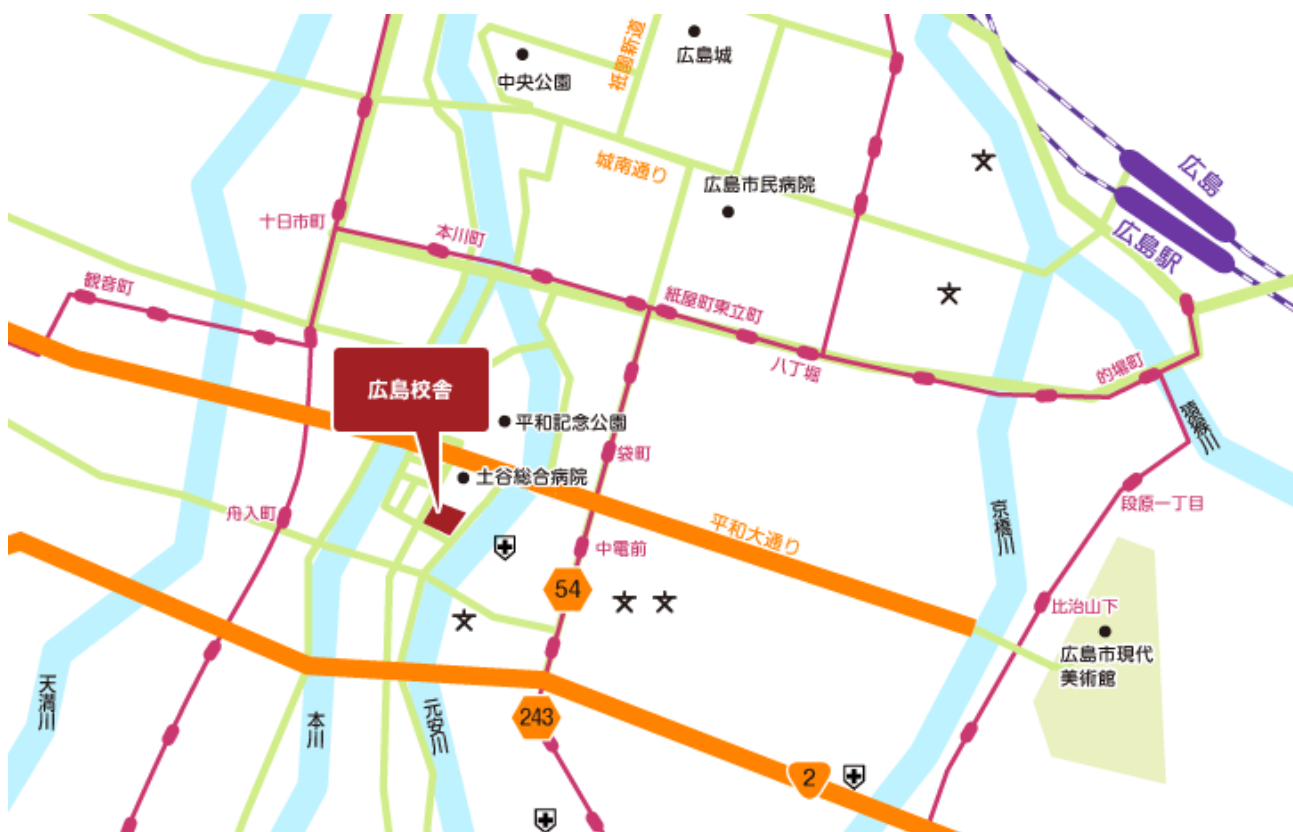 祇園新道
広島城
中央公園
城南通り
広島
広島市民病院
十日市町
本川町
広島駅
観音町
紙屋町東立町
八丁堀
的場町
広島校舎
猿猴川
平和記念公園
袋町
土谷総合病院
段原一丁目
舟入町
京橋川
平和大通り
中電前
54
比治山下
広島市現代
美術館
天満川
本川
元安川
243
2